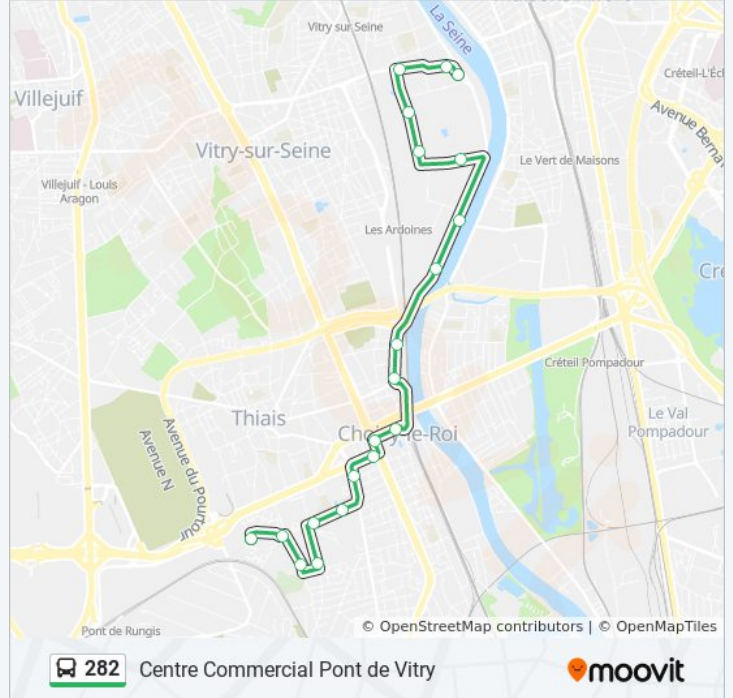 La Seine
Vitry sur Seine
Villejuif
Créteil-L'Écl
Avenue Berna
Vitry-sur-Seine
Le Vert de Maisons
Villejuif - Louis
Aragon
Les Ardoines
Cré
Créteil Pompadour
Thiais
Choisy-le-Roi
Le Val
Pompadour
Avenue N
Avenue du Pourtour
© OpenStreetMap contributors | © OpenMapTiles
Pont de Rungis
282 Centre Commercial Pont de Vitry
moovit